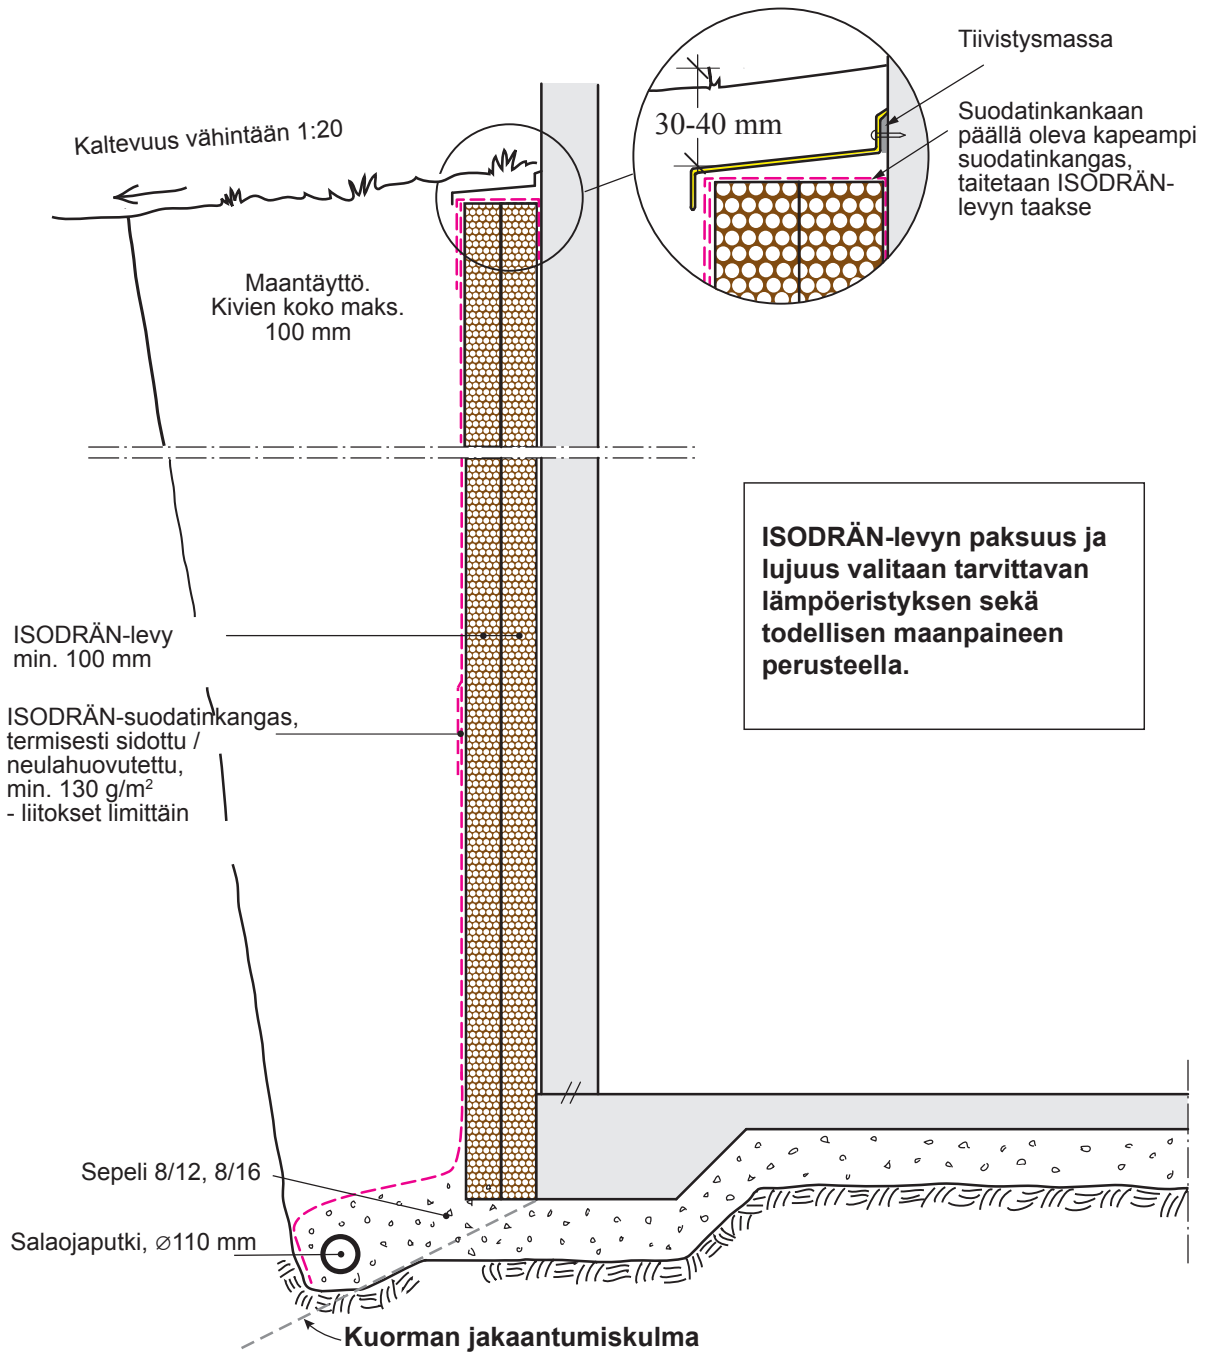 Tiivistysmassa
Suodatinkankaan
päällä oleva kapeampi
suodatinkangas,
taitetaan ISODRÄN-
levyn taakse
30-40 mm
Kaltevuus vähintään 1:20
Maantäyttö.
Kivien koko maks.
100 mm
ISODRÄN-levyn paksuus ja
lujuus valitaan tarvittavan
lämpöeristyksen sekä
todellisen maanpaineen
perusteella.
ISODRÄN-levy
min. 100 mm
ISODRÄN-suodatinkangas,
termisesti sidottu /
neulahuovutettu,
min. 130 g/m²
- liitokset limittäin
Sepeli 8/12, 8/16
Salaojaputki, ∅110 mm
Kuorman jakaantumiskulma